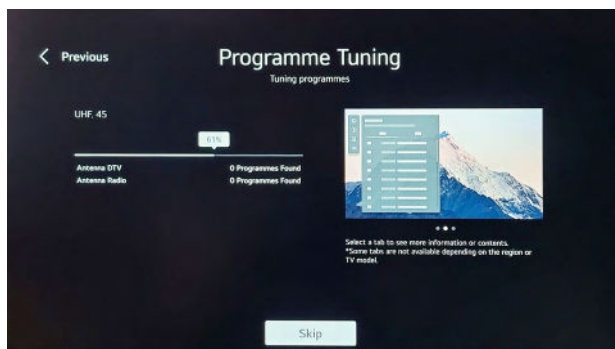 Previous
Programme Tuning
Tuning programmes
UHF. 45
61%
Antenna DTV 0 Programmes Found
Antenna Radio 0 Programmes Found
Select a tab to see more information or contents.
*Some tabs are not available depending on the region or
TV model.
Skip